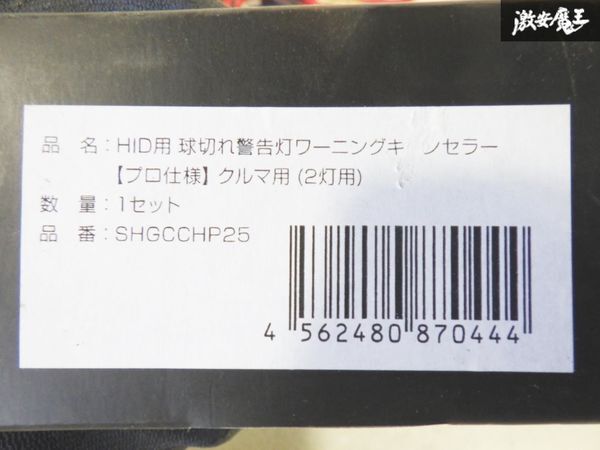 激安魔王
品　名：HID用 球切れ警告灯ワーニングキ ノセラー
【プロ仕様】クルマ用 (2灯用)
数　量：1セット
品　番：SHGCCHP25
4 562480 870444